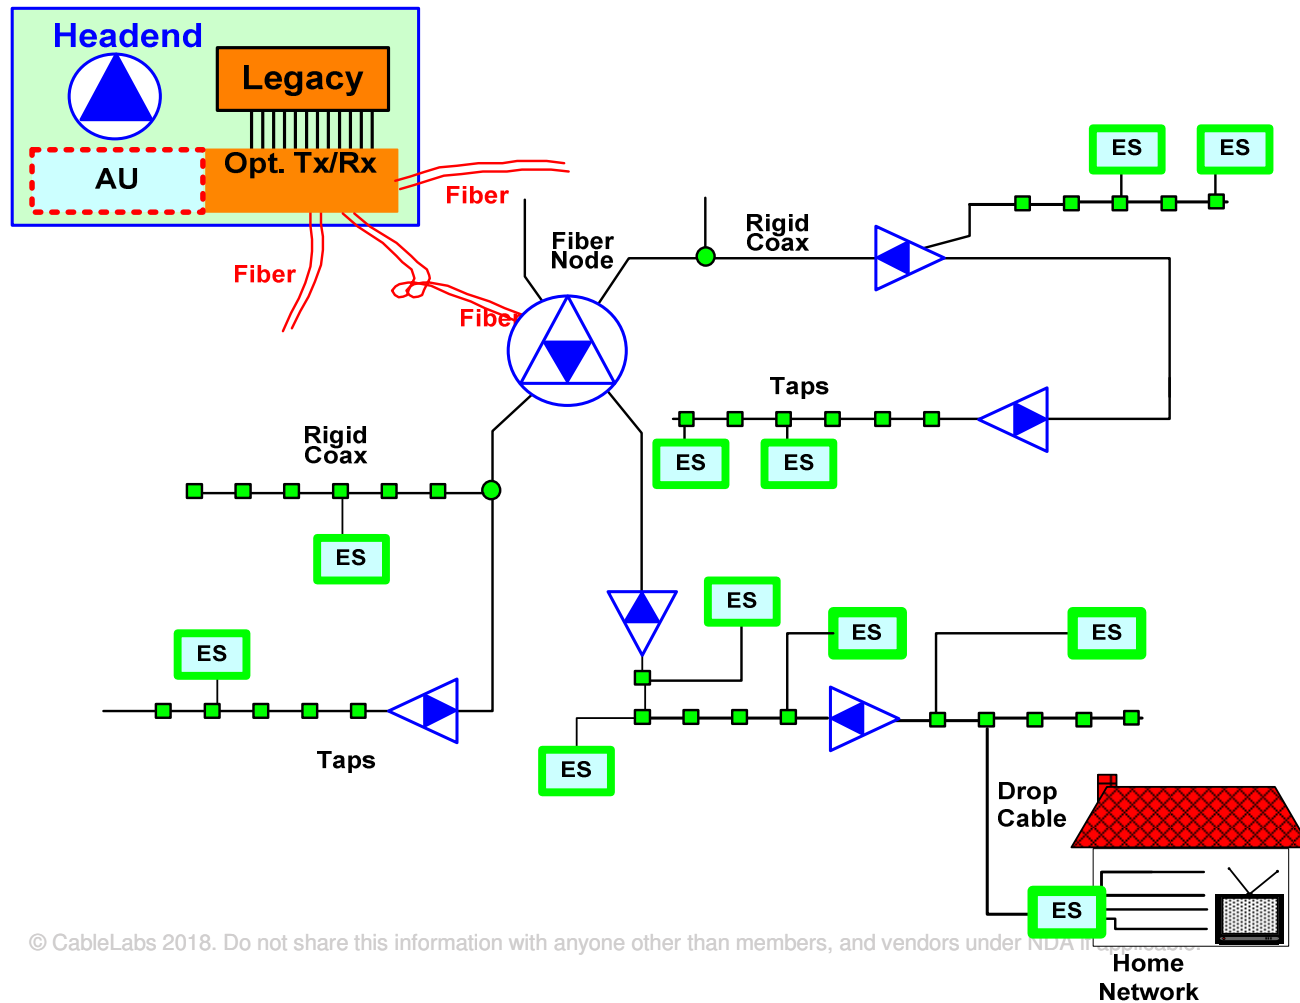 Headend
Legacy
AU
Opt. Tx/Rx
Fiber
Fiber
Fiber
Fiber
Node
Rigid
Coax
ES
ES
Taps
ES
ES
Rigid
Coax
ES
ES
Taps
ES
ES
ES
ES
Drop
Cable
ES
© CableLabs 2018. Do not share this information with anyone other than members, and vendors under NDA if applicable.
Home
Network